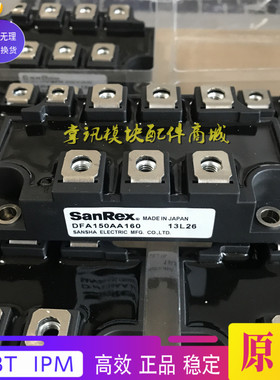 无理
换货
章讯模块配件商城
SanRex® MADE IN JAPAN
DFA150AA160 13L26
SANSHA ELECTRIC MFG. CO.,LTD.
BT IPM 高效 正品 稳定 原